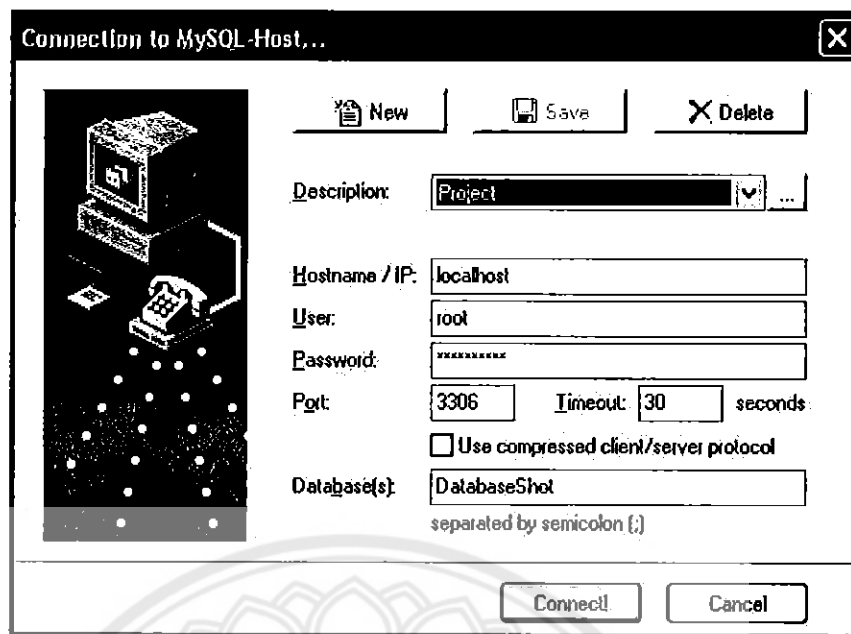 Connection to MySQL-Host...
New Save Delete
Description: Project ...
Hostname / IP: localhost
User: root
Password: **********
Port: 3306 Timeout: 30 seconds
Use compressed client/server protocol
Database(s): DatabaseShot
separated by semicolon (;)
Connect! Cancel